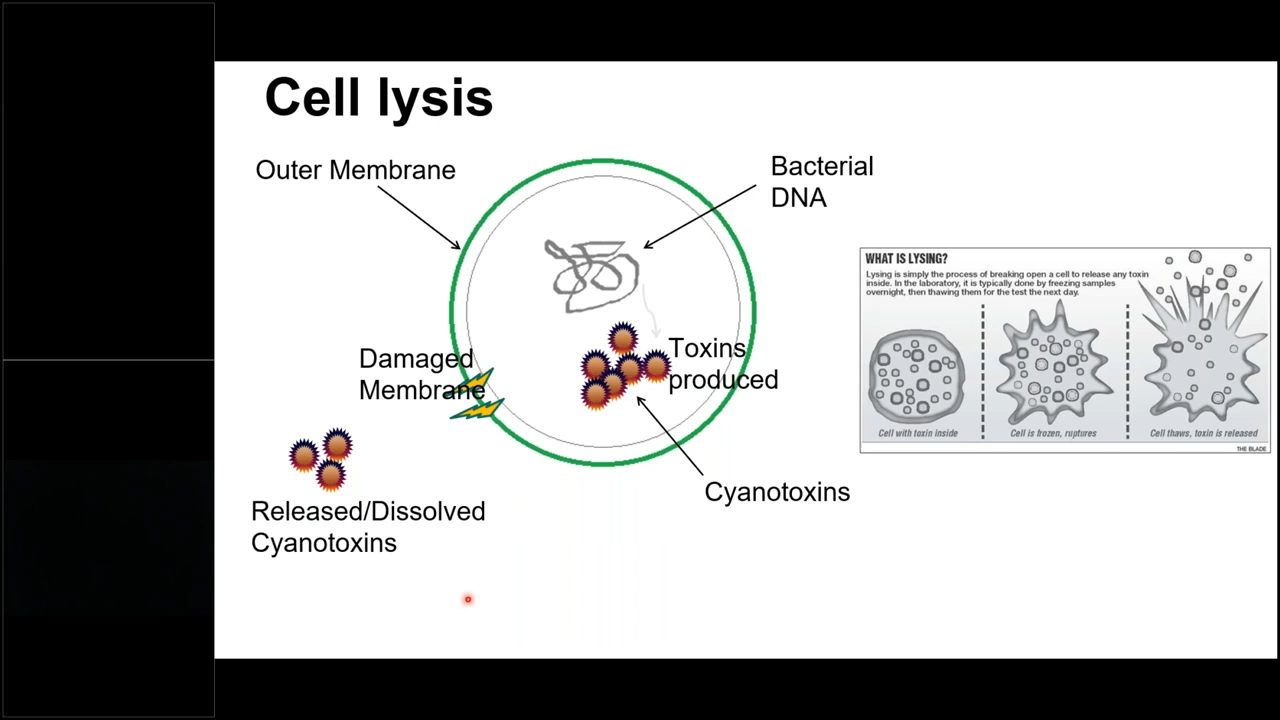 Cell lysis
Outer Membrane
Bacterial
DNA
Damaged
Membrane
Toxins
produced
Cyanotoxins
Released/Dissolved
Cyanotoxins
WHAT IS LYSING?
Lysing is simply the process of breaking open a cell to release any toxin
inside. In the laboratory, it is typically done by freezing samples
overnight, then thawing them for the test the next day.
Cell with toxin inside
Cell is frozen, ruptures
Cell thaws, toxin is released
THE BLADE